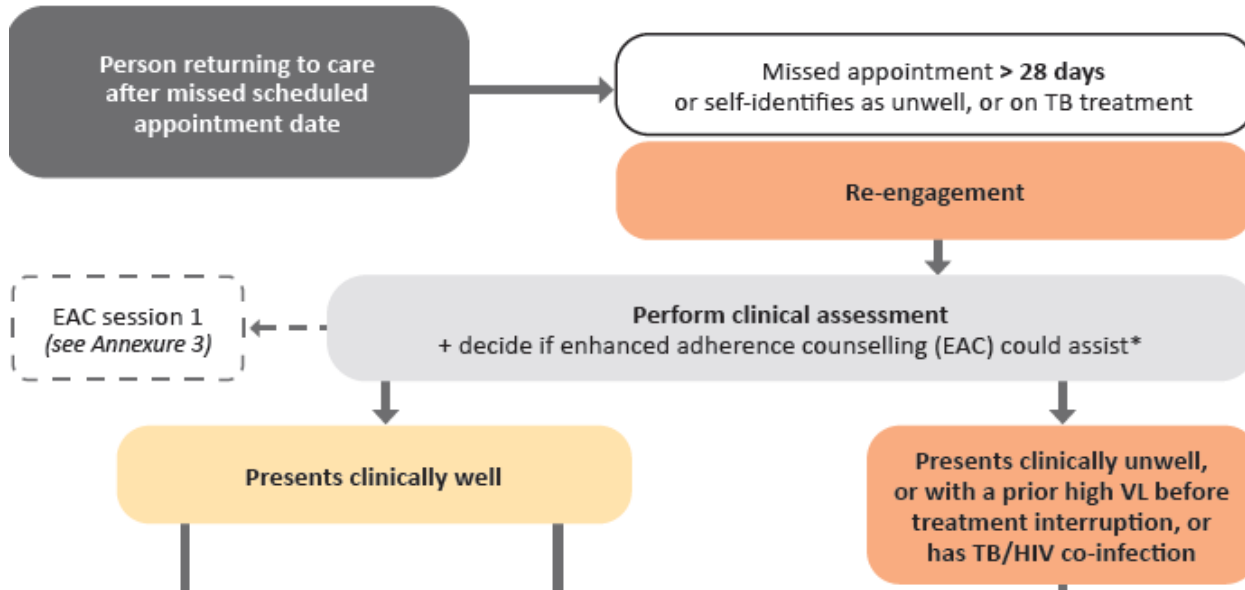 Person returning to care
after missed scheduled
appointment date
Missed appointment > 28 days
or self-identifies as unwell, or on TB treatment
Re-engagement
Perform clinical assessment
+ decide if enhanced adherence counselling (EAC) could assist*
EAC session 1
(see Annexure 3)
Presents clinically well
Presents clinically unwell,
or with a prior high VL before
treatment interruption, or
has TB/HIV co-infection